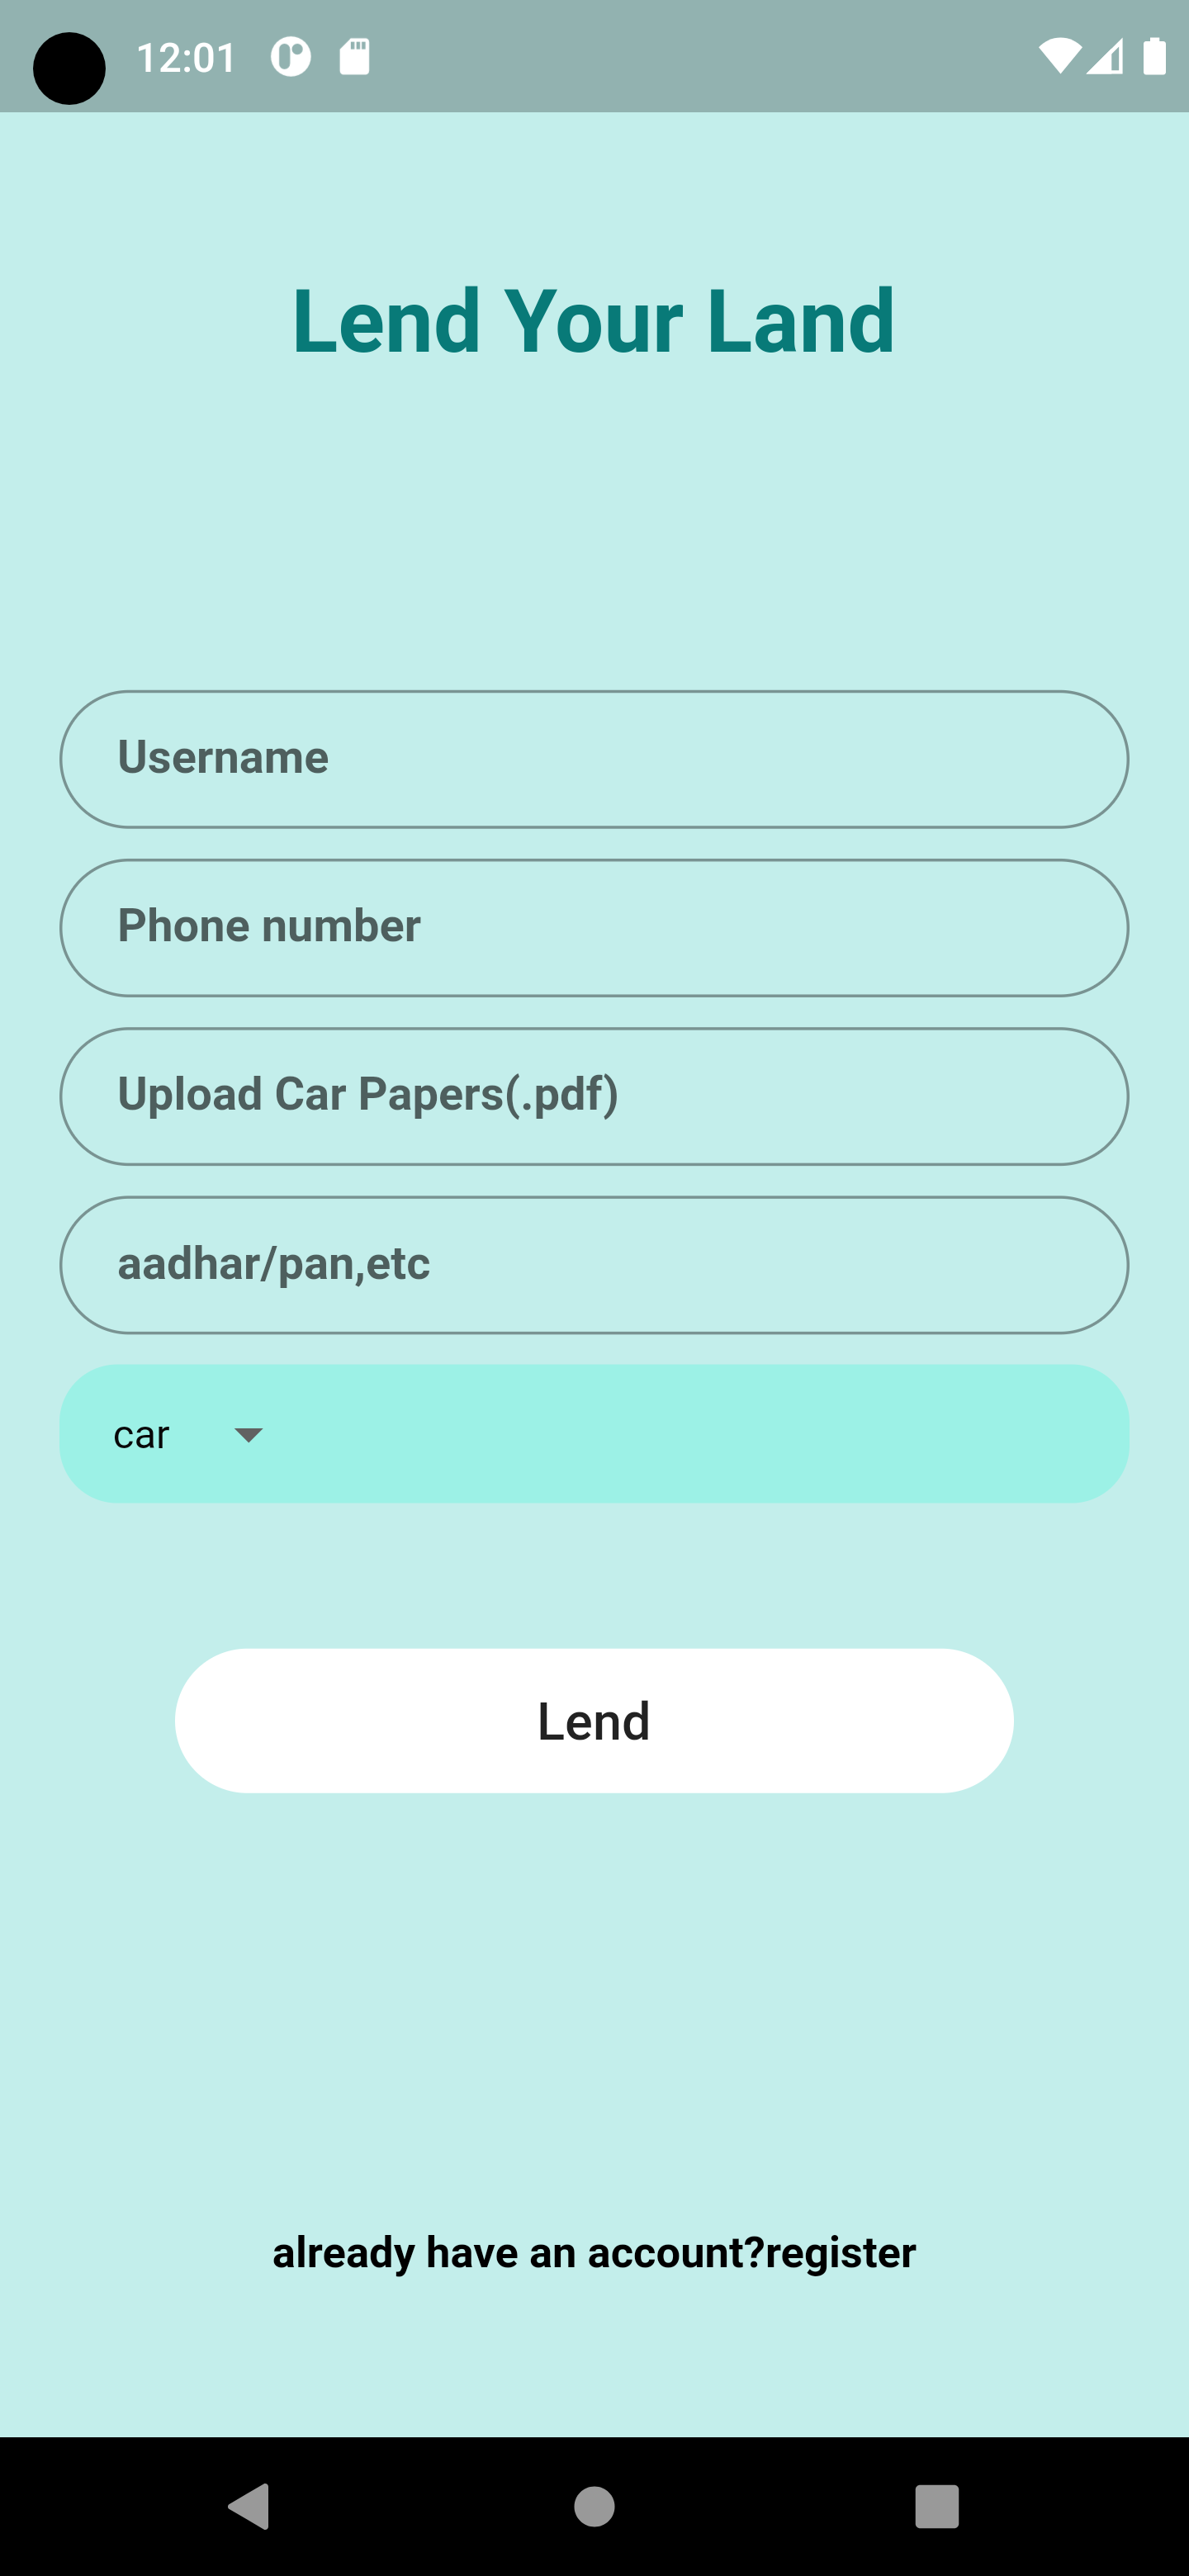 12:01
Lend Your Land
Username
Phone number
Upload Car Papers(.pdf)
aadhar/pan,etc
car
Lend
already have an account?register